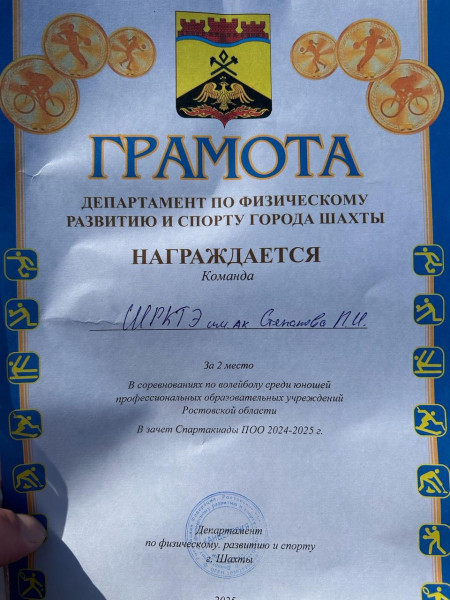 ГРАМОТА
ДЕПАРТАМЕНТ ПО ФИЗИЧЕСКОМУ
РАЗВИТИЮ И СПОРТУ ГОРОДА ШАХТЫ
НАГРАЖДАЕТСЯ
Команда
ШРКТЭ им ак Степанова П.И.
За 2 место
В соревнованиях по волейболу среди юношей
профессиональных образовательных учреждений
Ростовской области
В зачет Спартакиады ПОО 2024-2025 г.
Департамент
по физическому. развитию и спорту
г. Шахты
2025